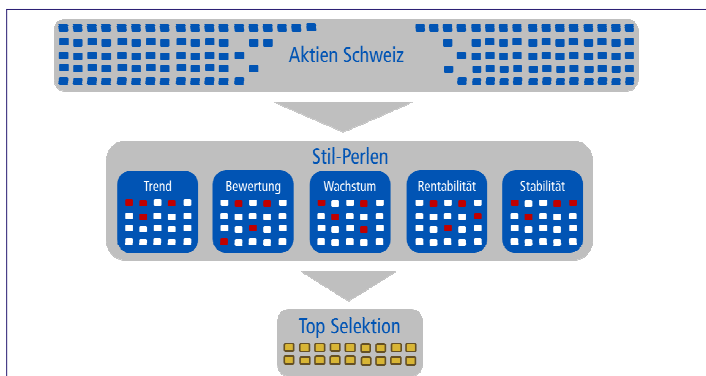 Aktien Schweiz
Stil-Perlen
Trend
Bewertung
Wachstum
Rentabilität
Stabilität
Top Selektion